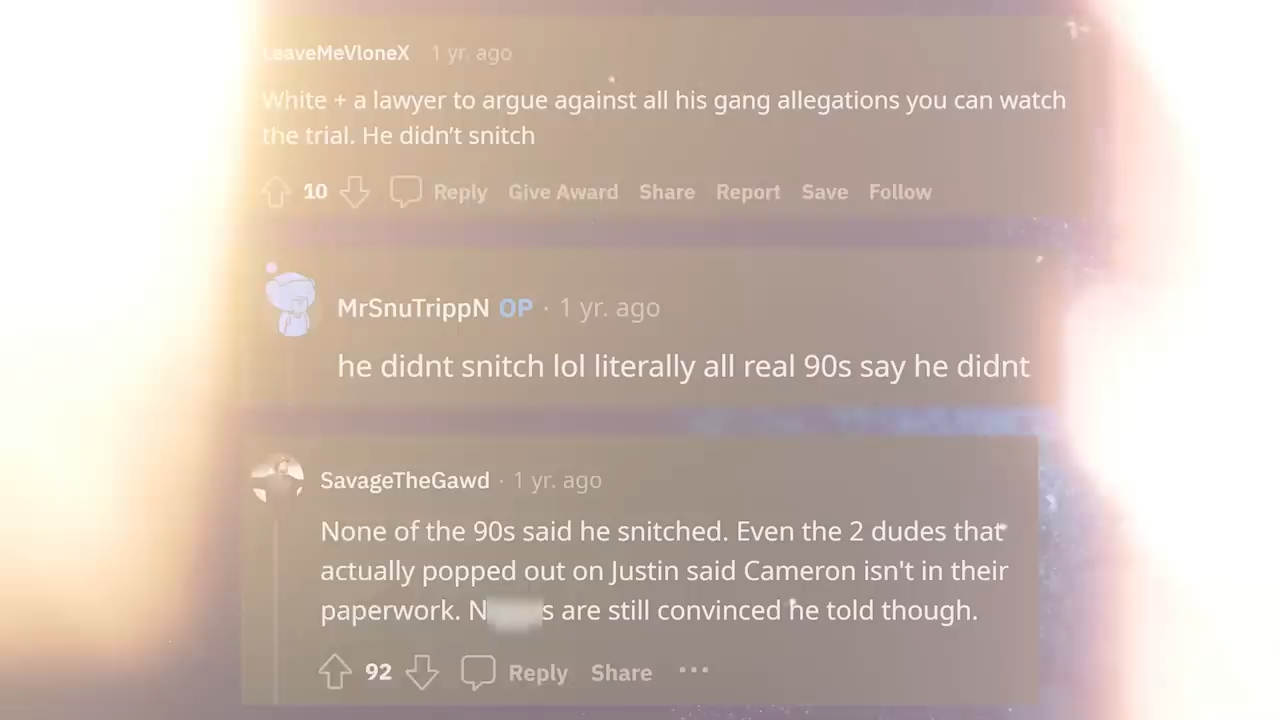 LeaveMeVloneX 1 yr. ago
White + a lawyer to argue against all his gang allegations you can watch
the trial. He didn't snitch
10 Reply Give Award Share Report Save Follow
MrSnuTrippN OP · 1 yr. ago
he didnt snitch lol literally all real 90s say he didnt
SavageTheGawd · 1 yr. ago
None of the 90s said he snitched. Even the 2 dudes that
actually popped out on Justin said Cameron isn't in their
paperwork. N s are still convinced he told though.
92 Reply Share ···